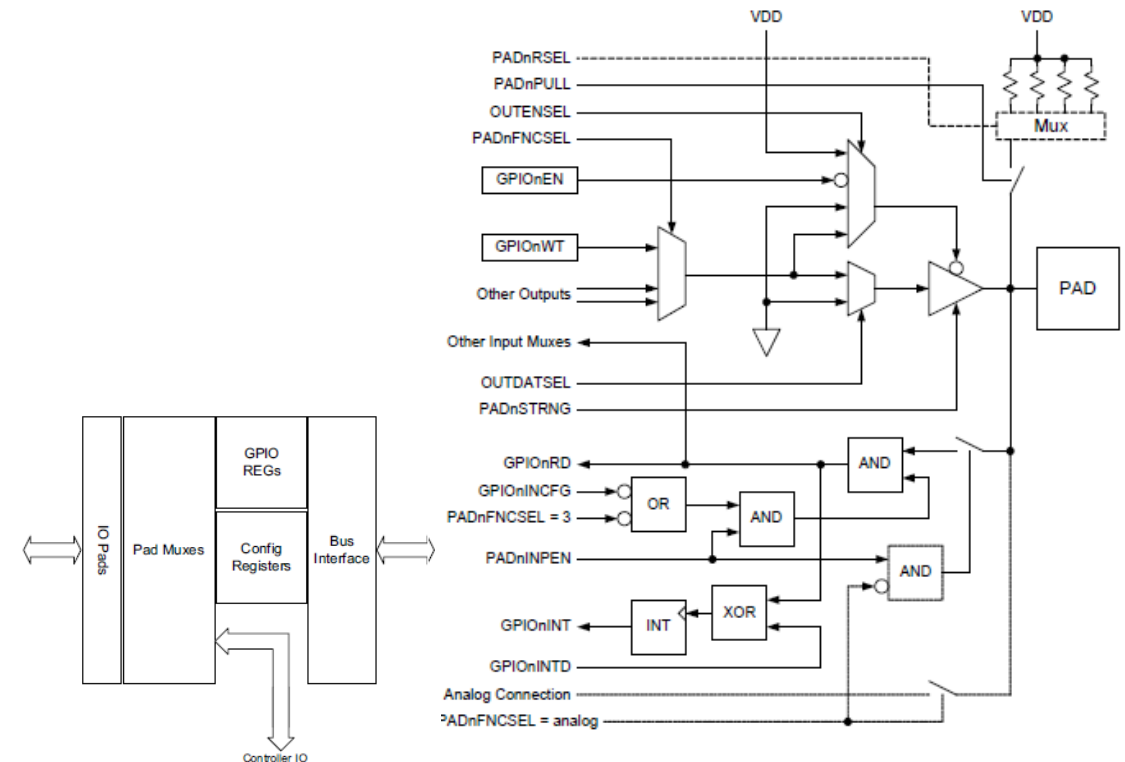 IO Pads
Pad Muxes
GPIO
REGs
Config
Registers
Bus
Interface
Controller IO
VDD
VDD
PADnRSEL
PADnPULL
OUTENSEL
PADnFNCSEL
Mux
GPIOnEN
GPIOnWT
Other Outputs
PAD
Other Input Muxes
OUTDATSEL
PADnSTRNG
GPIOnRD
AND
GPIOnINCFG
OR
PADnFNCSEL = 3
AND
PADnINPEN
AND
GPIOnINT
INT
XOR
GPIOnINTD
Analog Connection
PADnFNCSEL = analog